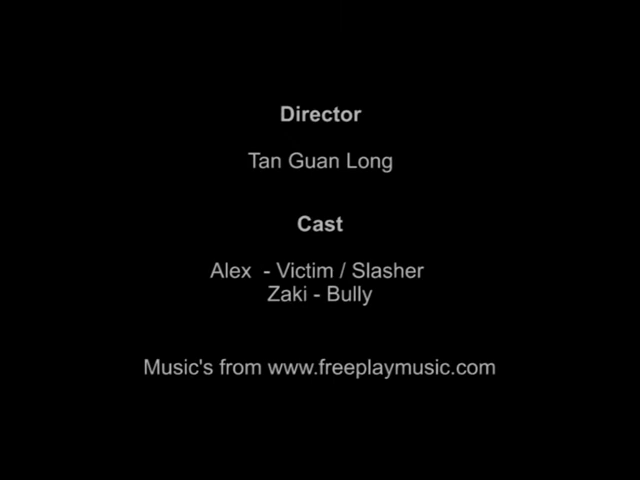 Director
Tan Guan Long
Cast
Alex - Victim / Slasher
Zaki - Bully
Music's from www.freeplaymusic.com